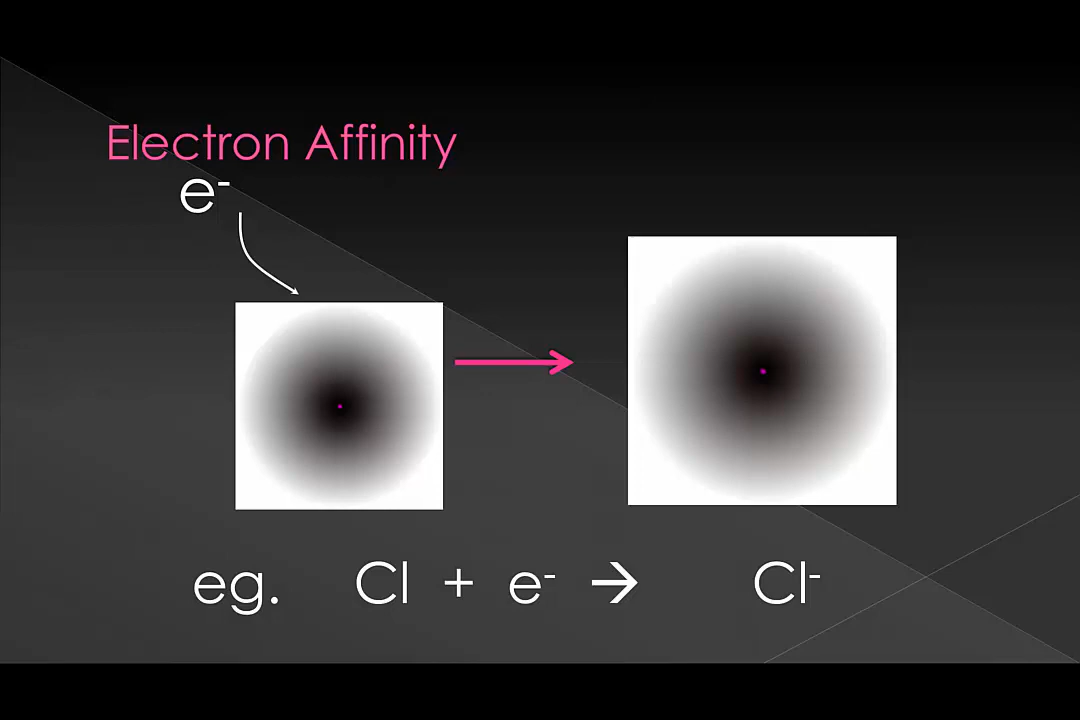 Electron Affinity
e⁻
eg. Cl + e⁻ → Cl⁻